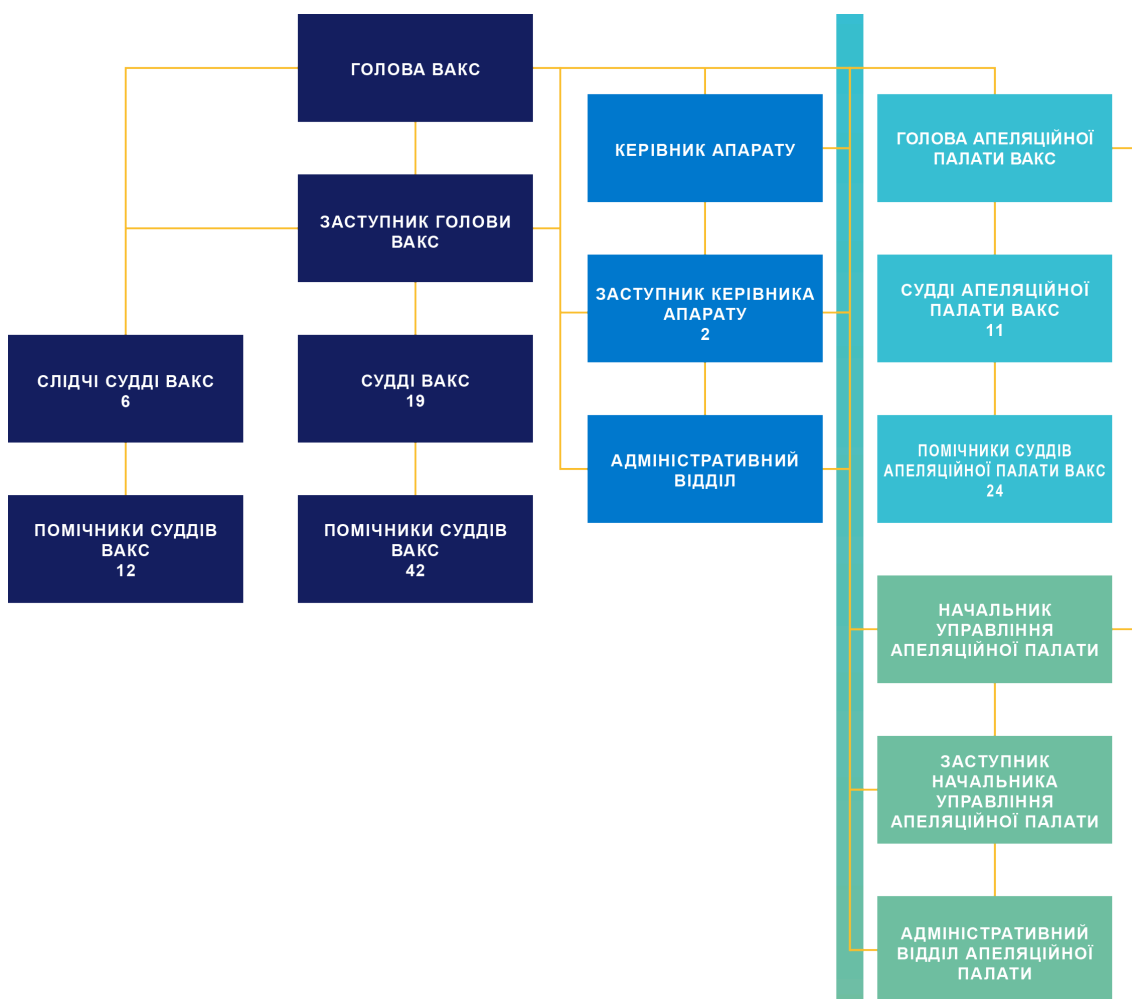 ГОЛОВА ВАКС
ЗАСТУПНИК ГОЛОВИ
ВАКС
СЛІДЧІ СУДДІ ВАКС
6
СУДДІ ВАКС
19
ПОМІЧНИКИ СУДДІВ
ВАКС
12
ПОМІЧНИКИ СУДДІВ
ВАКС
42
КЕРІВНИК АПАРАТУ
ЗАСТУПНИК КЕРІВНИКА
АПАРАТУ
2
АДМІНІСТРАТИВНИЙ
ВІДДІЛ
ГОЛОВА АПЕЛЯЦІЙНОЇ
ПАЛАТИ ВАКС
СУДДІ АПЕЛЯЦІЙНОЇ
ПАЛАТИ ВАКС
11
ПОМІЧНИКИ СУДДІВ
АПЕЛЯЦІЙНОЇ ПАЛАТИ ВАКС
24
НАЧАЛЬНИК
УПРАВЛІННЯ
АПЕЛЯЦІЙНОЇ ПАЛАТИ
ЗАСТУПНИК
НАЧАЛЬНИКА
УПРАВЛІННЯ
АПЕЛЯЦІЙНОЇ ПАЛАТИ
АДМІНІСТРАТИВНИЙ
ВІДДІЛ АПЕЛЯЦІЙНОЇ
ПАЛАТИ